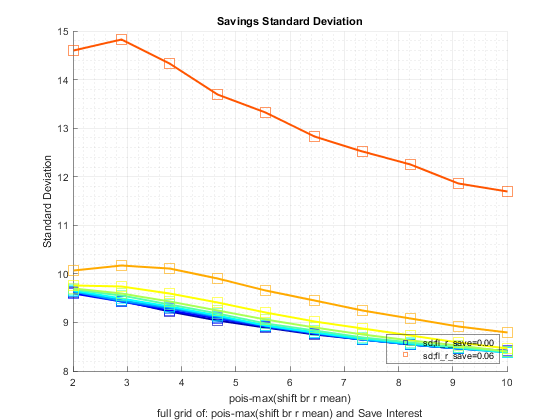 Savings Standard Deviation
15
14
13
12
11
10
9
8
Standard Deviation
sd;fl_r_save=0.00
sd;fl_r_save=0.06
2 3 4 5 6 7 8 9 10
pois-max(shift br r mean)
full grid of: pois-max(shift br r mean) and Save Interest